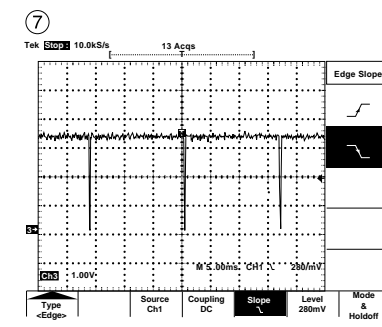 7
Tek Stop: 10.0kS/s 13 Acqs
Edge Slope
T
3→
M 5.00ms CH1 280mV
Ch3 1.00V
Type <Edge>
Source Ch1
Coupling DC
Slope
Level 280mV
Mode & Holdoff